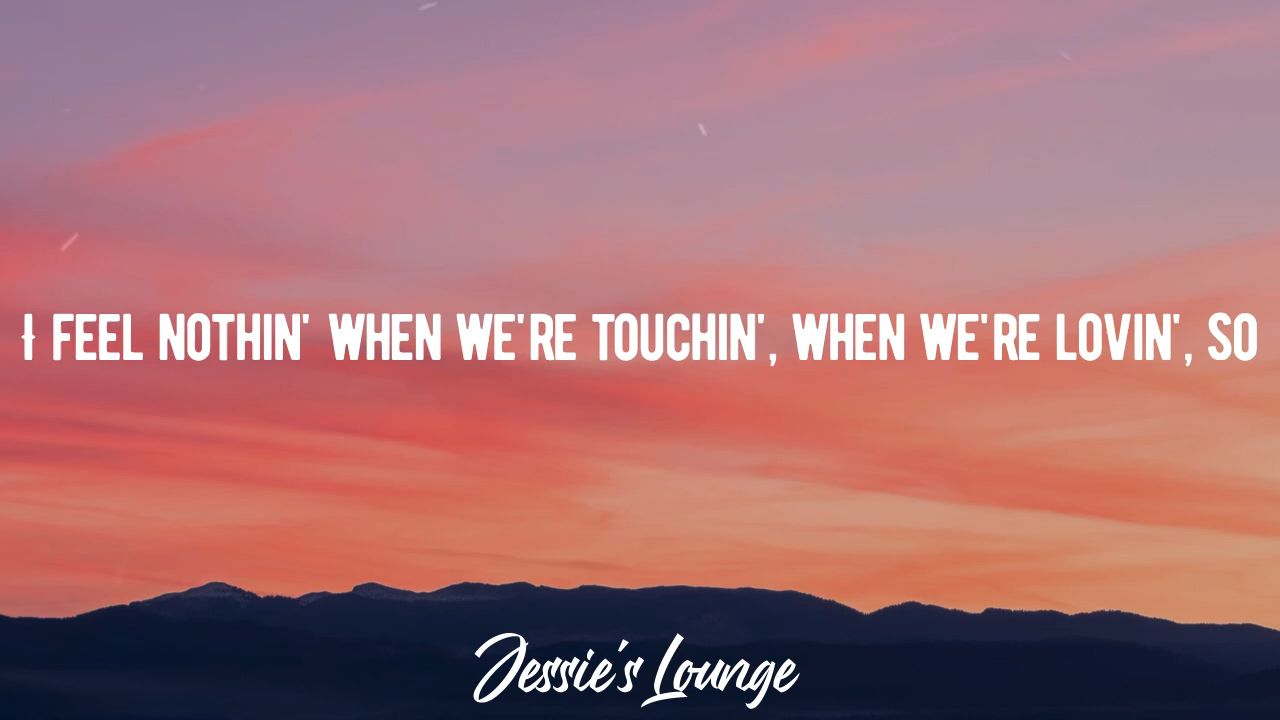 I FEEL NOTHIN' WHEN WE'RE TOUCHIN', WHEN WE'RE LOVIN', SO
Jessie's Lounge